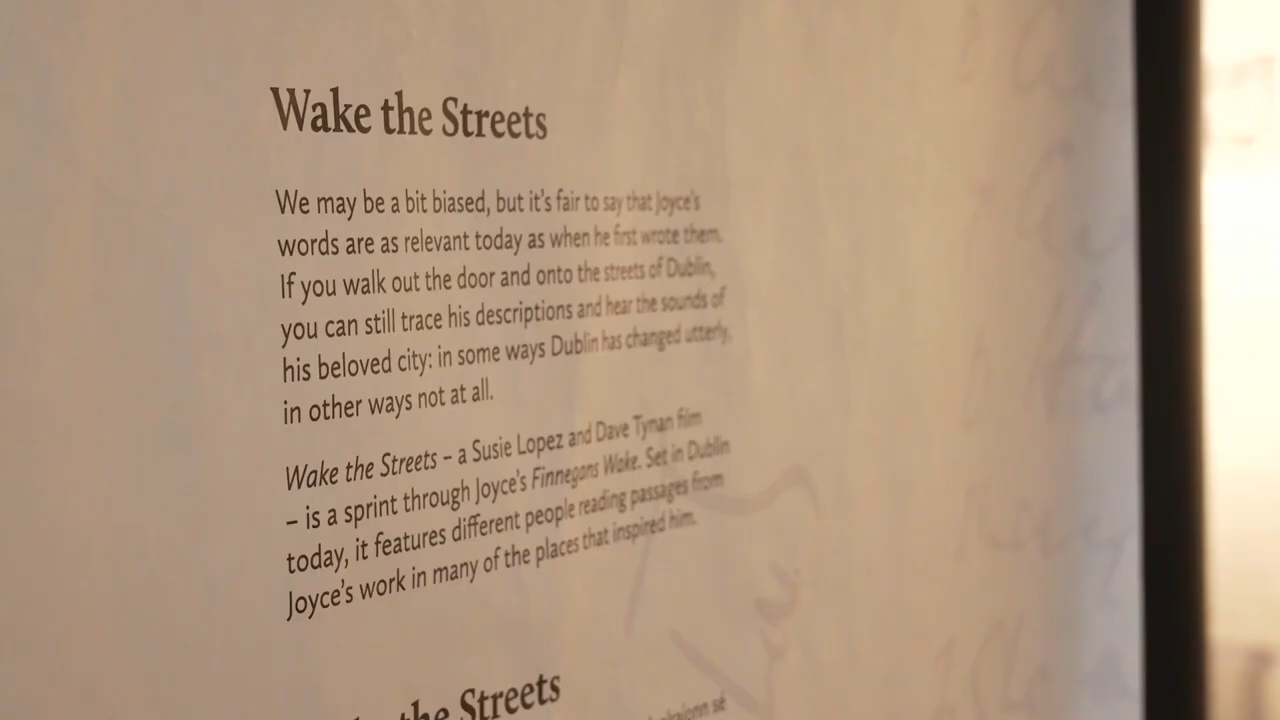 Wake the Streets
We may be a bit biased, but it's fair to say that Joyce's
words are as relevant today as when he first wrote them.
If you walk out the door and onto the streets of Dublin,
you can still trace his descriptions and hear the sounds of
his beloved city: in some ways Dublin has changed utterly,
in other ways not at all.
Wake the Streets – a Susie Lopez and Dave Tynan film
– is a sprint through Joyce's Finnegans Wake. Set in Dublin
today, it features different people reading passages from
Joyce's work in many of the places that inspired him.
the Streets
sé